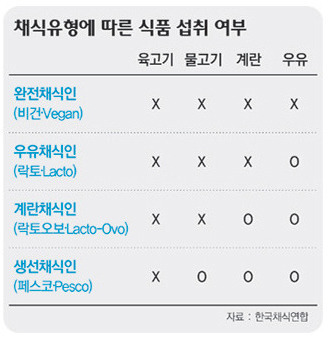 채식유형에 따른 식품 섭취 여부
육고기 물고기 계란 우유
완전채식인
(비건·Vegan) X X X X
우유채식인
(락토·Lacto) X X X O
계란채식인
(락토오보·Lacto-Ovo) X X O O
생선채식인
(페스코·Pesco) X O O O
자료 : 한국채식연합